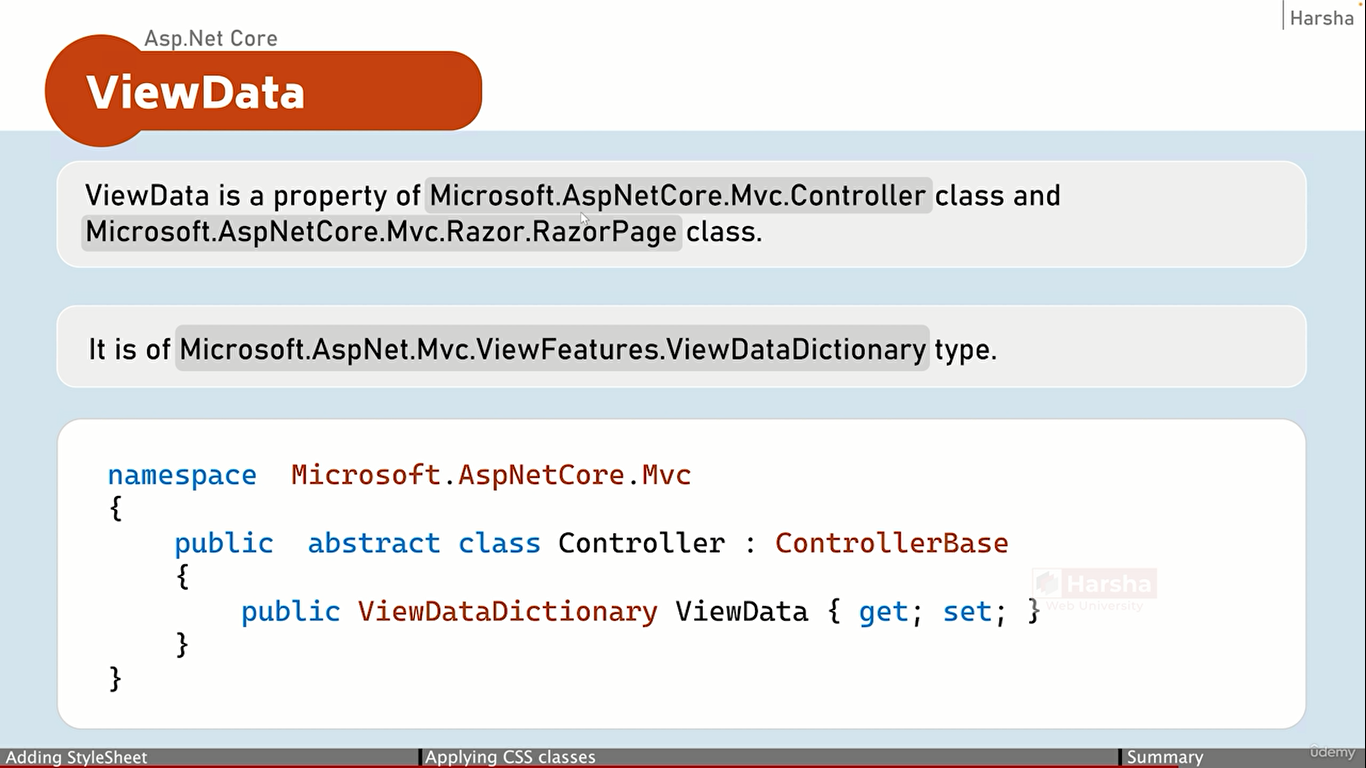 Harsha
Asp.Net Core
ViewData
ViewData is a property of Microsoft.AspNetCore.Mvc.Controller class and
Microsoft.AspNetCore.Mvc.Razor.RazorPage class.
It is of Microsoft.AspNet.Mvc.ViewFeatures.ViewDataDictionary type.
namespace  Microsoft.AspNetCore.Mvc
{
    public  abstract class Controller : ControllerBase
    {
        public ViewDataDictionary ViewData { get; set; }
    }
}
Harsha
Web University
Adding StyleSheet
Applying CSS classes
Summary
ûdemy